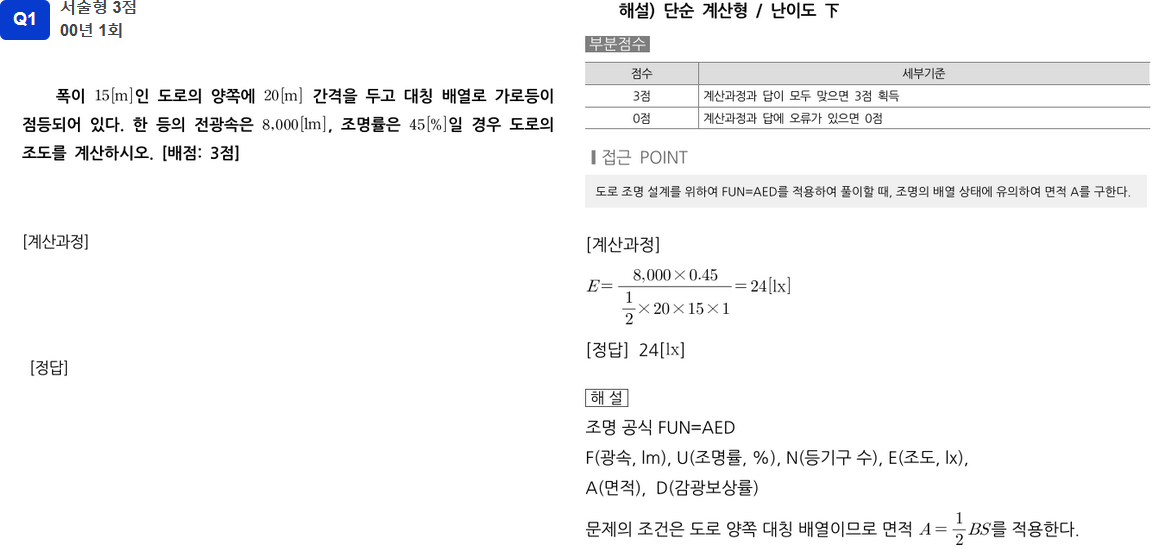 Q1
서술형 3점
00년 1회
폭이 15[m]인 도로의 양쪽에 20[m] 간격을 두고 대칭 배열로 가로등이
점등되어 있다. 한 등의 전광속은 8,000[lm], 조명률은 45[%]일 경우 도로의
조도를 계산하시오. [배점: 3점]
[계산과정]
[정답]
해설) 단순 계산형 / 난이도 下
부분점수
점수 세부기준
3점 계산과정과 답이 모두 맞으면 3점 획득
0점 계산과정과 답에 오류가 있으면 0점
접근 POINT
도로 조명 설계를 위하여 FUN=AED를 적용하여 풀이할 때, 조명의 배열 상태에 유의하여 면적 A를 구한다.
[계산과정]
E = \frac{8,000×0.45}{\frac{1}{2}×20×15×1} = 24[lx]
[정답] 24[lx]
해설
조명 공식 FUN=AED
F(광속, lm), U(조명률, %), N(등기구 수), E(조도, lx),
A(면적), D(감광보상률)
문제의 조건은 도로 양쪽 대칭 배열이므로 면적 A = \frac{1}{2}BS를 적용한다.